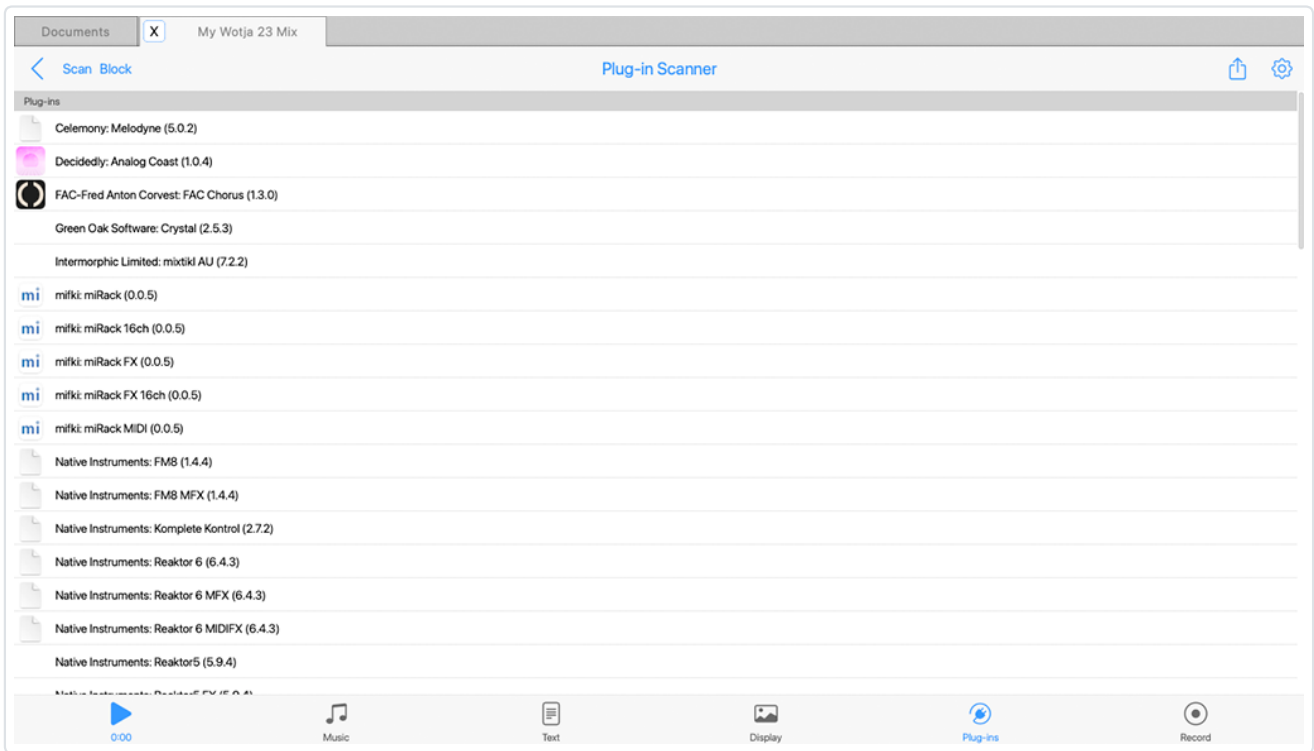 Documents X My Wotja 23 Mix
Scan Block Plug-in Scanner
Plug-ins
Celemony: Melodyne (5.0.2)
Decidedly: Analog Coast (1.0.4)
FAC-Fred Anton Corvest: FAC Chorus (1.3.0)
Green Oak Software: Crystal (2.5.3)
Intermorphic Limited: mixtikl AU (7.2.2)
mi mifki: miRack (0.0.5)
mi mifki: miRack 16ch (0.0.5)
mi mifki: miRack FX (0.0.5)
mi mifki: miRack FX 16ch (0.0.5)
mi mifki: miRack MIDI (0.0.5)
Native Instruments: FM8 (1.4.4)
Native Instruments: FM8 MFX (1.4.4)
Native Instruments: Komplete Kontrol (2.7.2)
Native Instruments: Reaktor 6 (6.4.3)
Native Instruments: Reaktor 6 MFX (6.4.3)
Native Instruments: Reaktor 6 MIDIFX (6.4.3)
Native Instruments: Reaktor5 (5.9.4)
Native Instruments: Reaktor5 FX (5.9.4)
0:00 Music Text Display Plug-ins Record